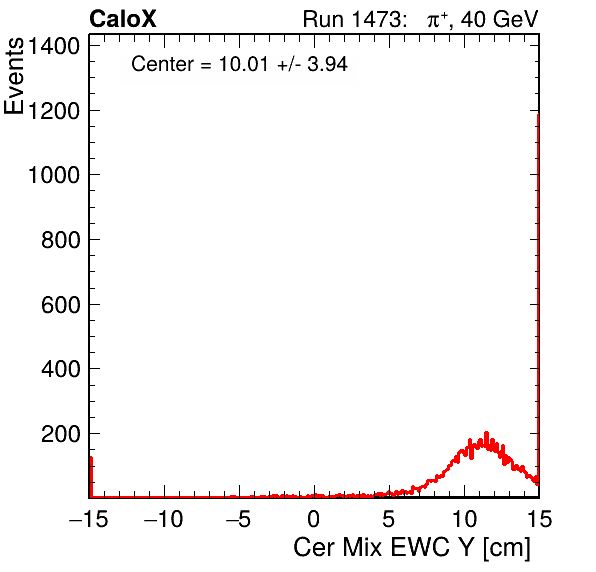 CaloX Run 1473: π⁺, 40 GeV
Center = 10.01 +/- 3.94
Events
1400
1200
1000
800
600
400
200
−15 −10 −5 0 5 10 15
Cer Mix EWC Y [cm]